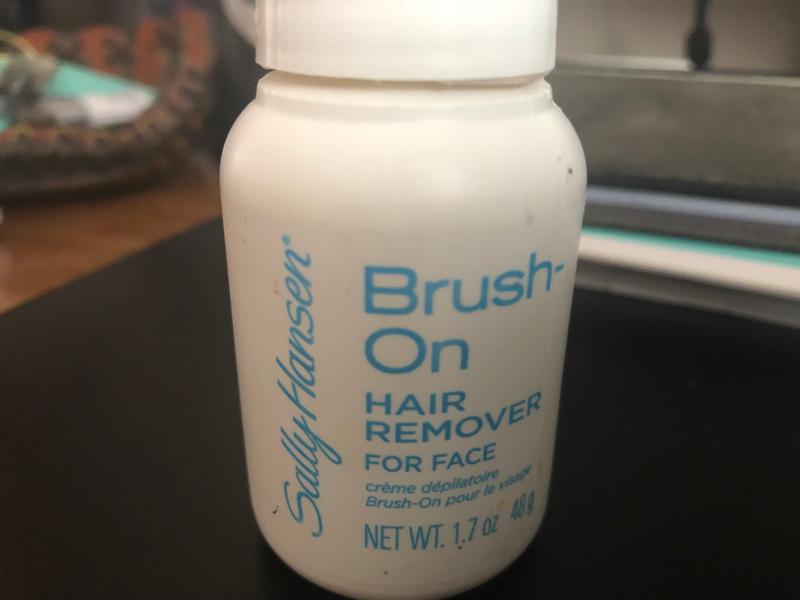 Sally Hansen®
Brush-
On
HAIR
REMOVER
FOR FACE
crème dépilatoire
Brush-On pour le visage
NET WT. 1.7 oz 48 g